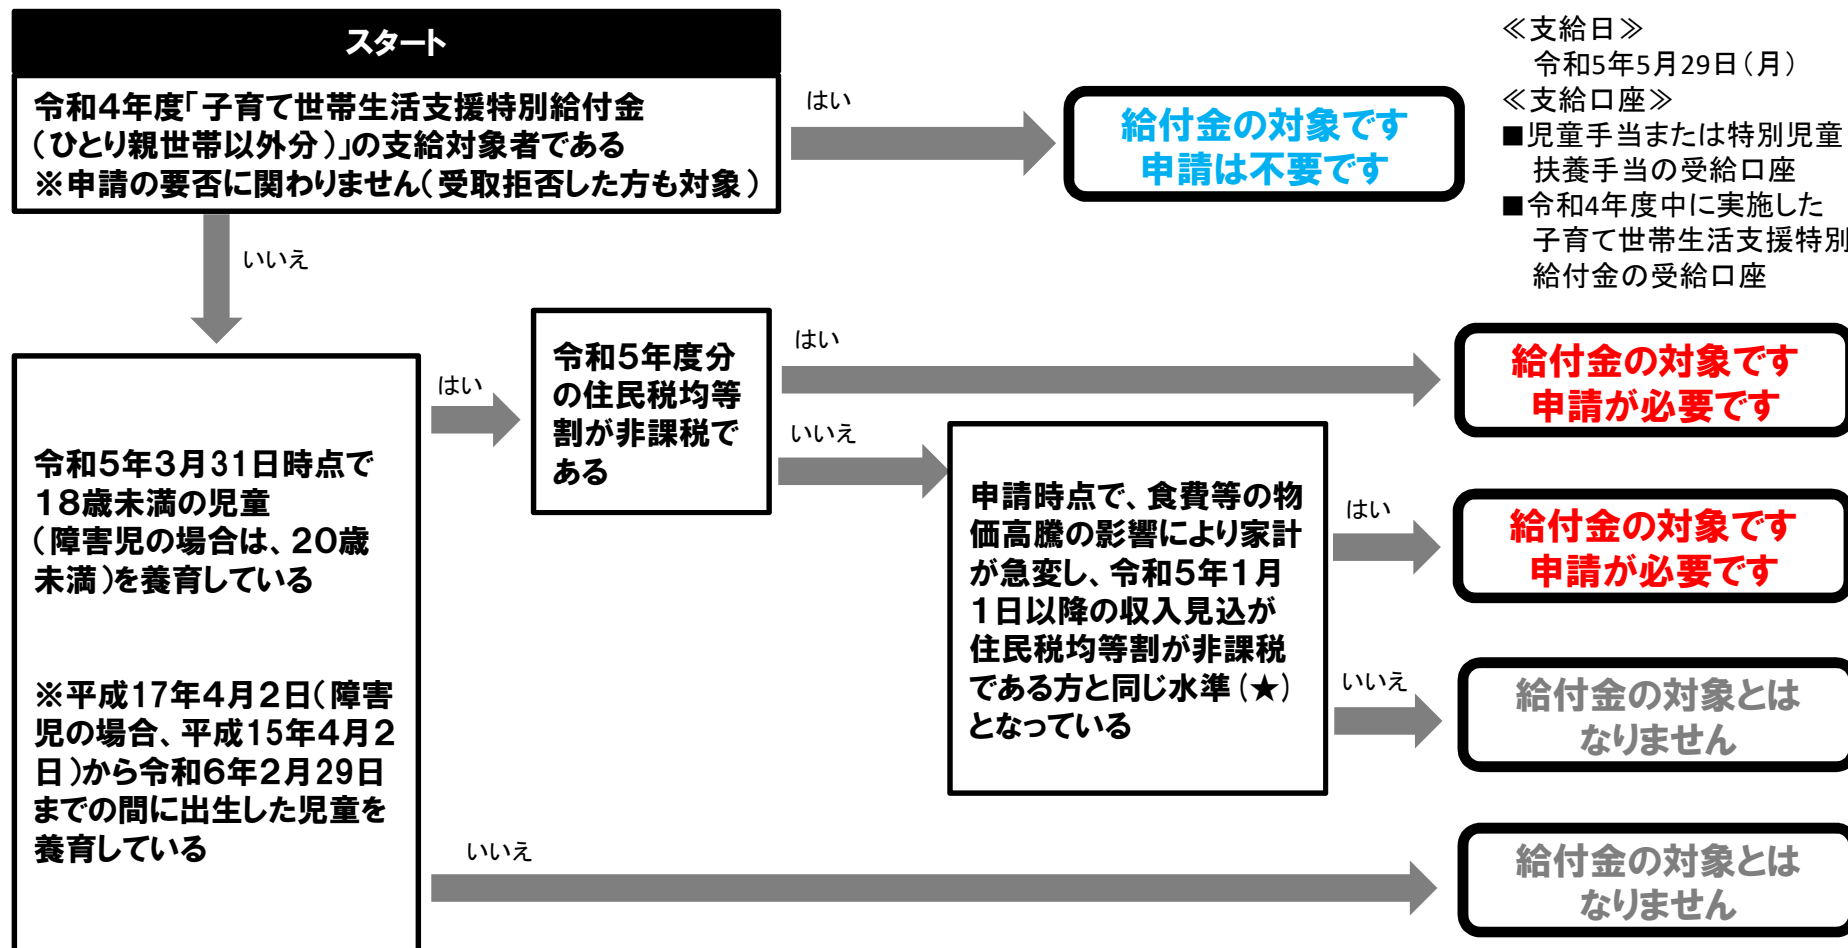 スタート
令和4年度「子育て世帯生活支援特別給付金
（ひとり親世帯以外分）」の支給対象者である
※申請の要否に関わりません（受取拒否した方も対象）
はい
給付金の対象です
申請は不要です
≪支給日≫
令和5年5月29日（月）
≪支給口座≫
■児童手当または特別児童
扶養手当の受給口座
■令和4年度中に実施した
子育て世帯生活支援特別
給付金の受給口座
いいえ
令和5年3月31日時点で
18歳未満の児童
（障害児の場合は、20歳
未満）を養育している
※平成17年4月2日（障害
児の場合、平成15年4月2
日）から令和6年2月29日
までの間に出生した児童を
養育している
はい
令和5年度分
の住民税均等
割が非課税で
ある
はい
給付金の対象です
申請が必要です
いいえ
申請時点で、食費等の物
価高騰の影響により家計
が急変し、令和5年1月
1日以降の収入見込が
住民税均等割が非課税
である方と同じ水準（★）
となっている
はい
給付金の対象です
申請が必要です
いいえ
給付金の対象とは
なりません
いいえ
給付金の対象とは
なりません